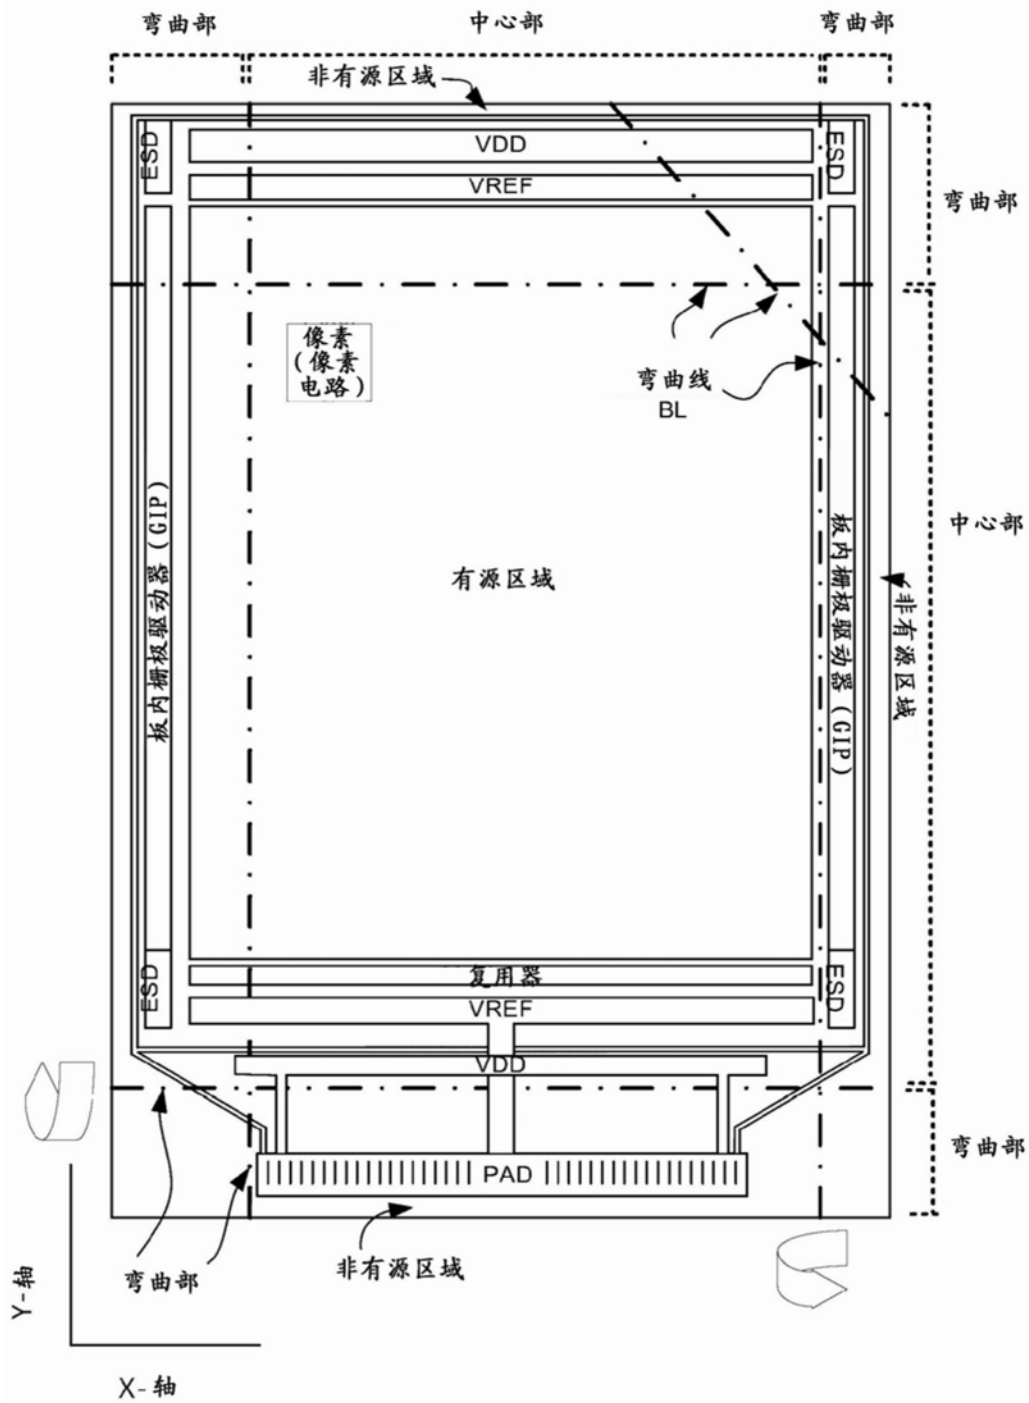 弯曲部
中心部
弯曲部
非有源区域
ESD
VDD
ESD
VREF
弯曲部
像素
(像素
电路)
弯曲线
BL
中心部
板内栅极驱动器(GIP)
有源区域
板内栅极驱动器(GIP)
非有源区域
ESD
复用器
ESD
VREF
VDD
PAD
弯曲部
弯曲部
非有源区域
Y-轴
X-轴